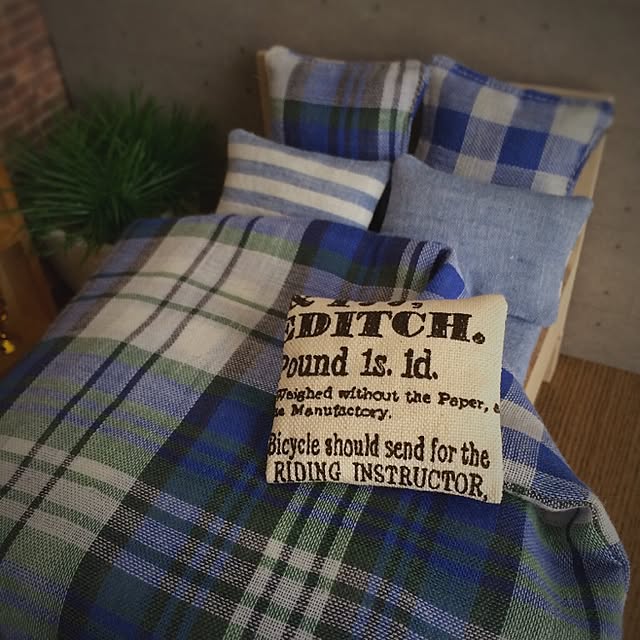 EDITCH.
Pound 1s. 1d.
Weighed without the Paper,
Manufactory.
Bicycle should send for the
RIDING INSTRUCTOR,